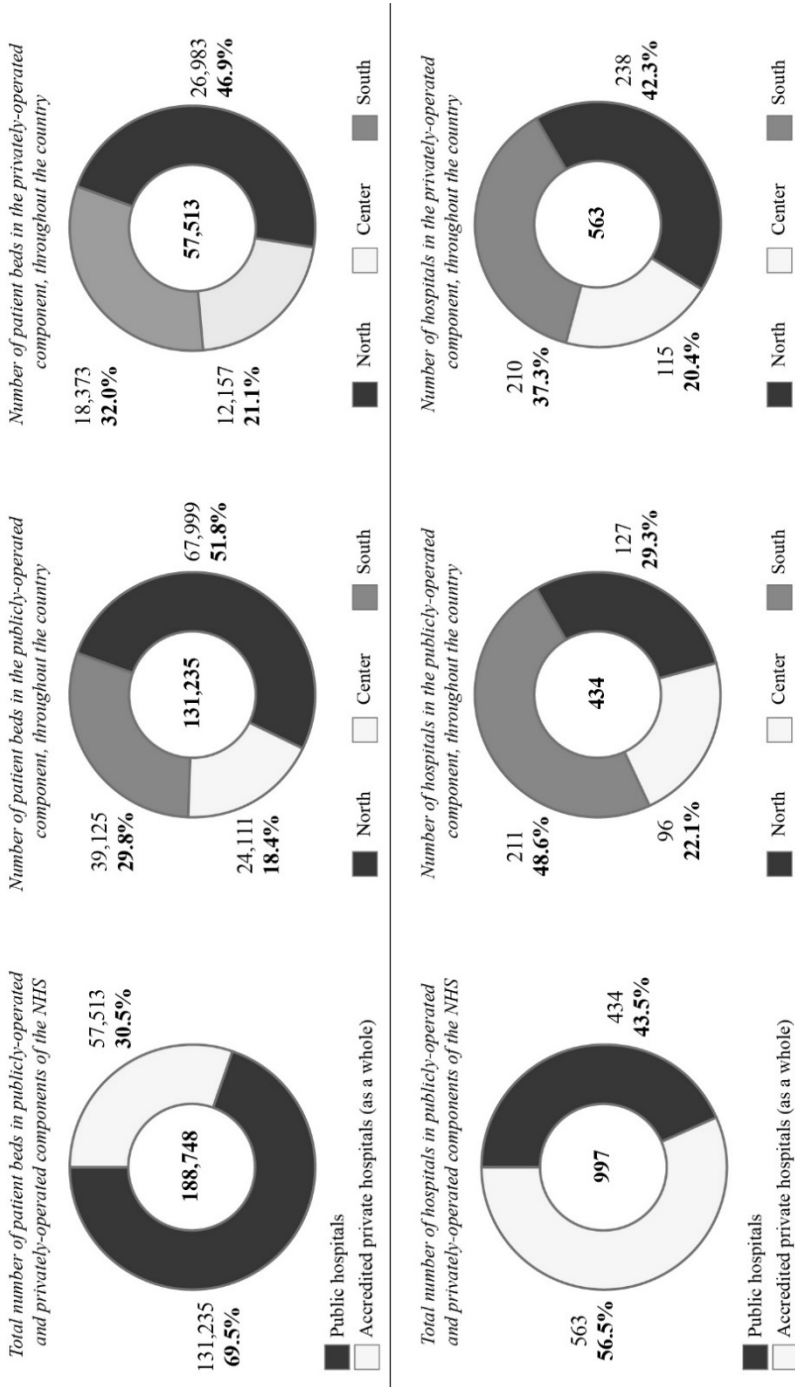 Total number of patient beds in publicly-operated
and privately-operated components of the NHS
57,513
30.5%
188,748
131,235
69.5%
Public hospitals
Accredited private hospitals (as a whole)
Number of patient beds in the publicly-operated
component, throughout the country
39,125
29.8%
131,235
67,999
51.8%
24,111
18.4%
North
Center
South
Number of patient beds in the privately-operated
component, throughout the country
18,373
32.0%
57,513
26,983
46.9%
12,157
21.1%
North
Center
South
Total number of hospitals in publicly-operated
and privately-operated components of the NHS
997
434
43.5%
563
56.5%
Public hospitals
Accredited private hospitals (as a whole)
Number of hospitals in the publicly-operated
component, throughout the country
211
48.6%
434
127
29.3%
96
22.1%
North
Center
South
Number of hospitals in the privately-operated
component, throughout the country
210
37.3%
563
238
42.3%
115
20.4%
North
Center
South